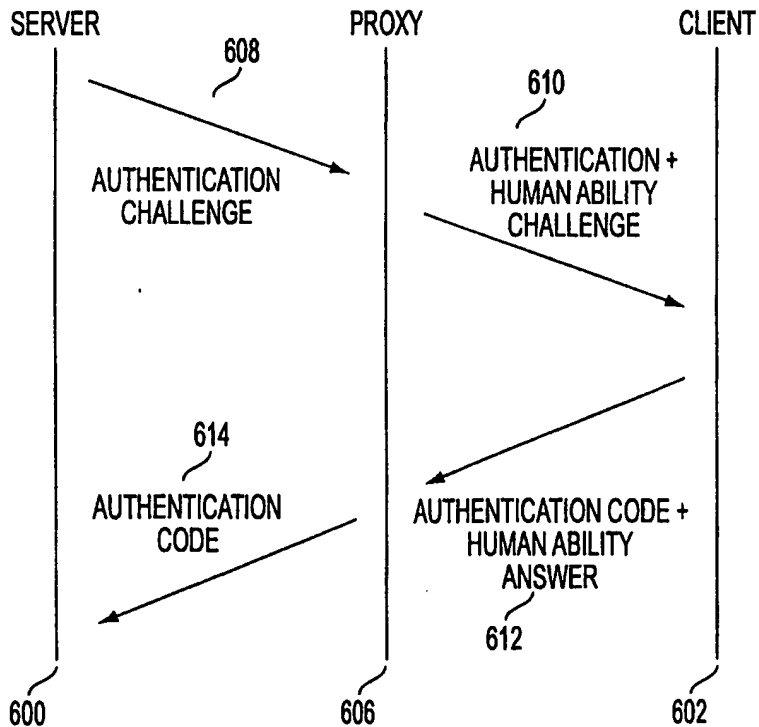 SERVER
PROXY
CLIENT
608
610
AUTHENTICATION
CHALLENGE
AUTHENTICATION +
HUMAN ABILITY
CHALLENGE
614
AUTHENTICATION
CODE
AUTHENTICATION CODE +
HUMAN ABILITY
ANSWER
612
600
606
602